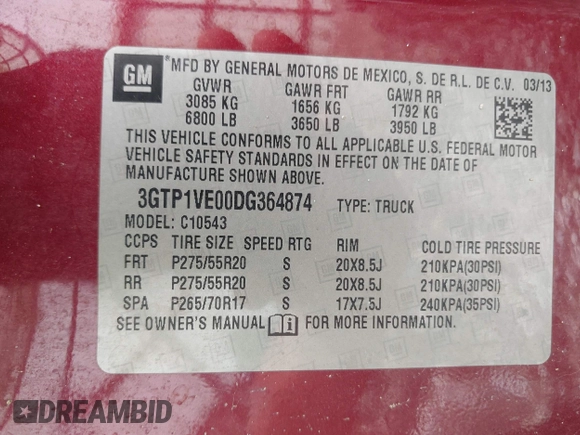 GM
*MFD BY GENERAL MOTORS DE MEXICO, S. DE R.L. DE C.V. 03/13
GVWR GAWR FRT GAWR RR
3085 KG 1656 KG 1792 KG
6800 LB 3650 LB 3950 LB
THIS VEHICLE CONFORMS TO ALL APPLICABLE U.S. FEDERAL MOTOR
VEHICLE SAFETY STANDARDS IN EFFECT ON THE DATE OF
MANUFACTURE SHOWN ABOVE.
3GTP1VE00DG364874 TYPE: TRUCK
MODEL: C10543
CCPS TIRE SIZE SPEED RTG RIM COLD TIRE PRESSURE
FRT P275/55R20 S 20X8.5J 210KPA(30PSI)
RR P275/55R20 S 20X8.5J 210KPA(30PSI)
SPA P265/70R17 S 17X7.5J 240KPA(35PSI)
SEE OWNER'S MANUAL FOR MORE INFORMATION.
DREAMBID